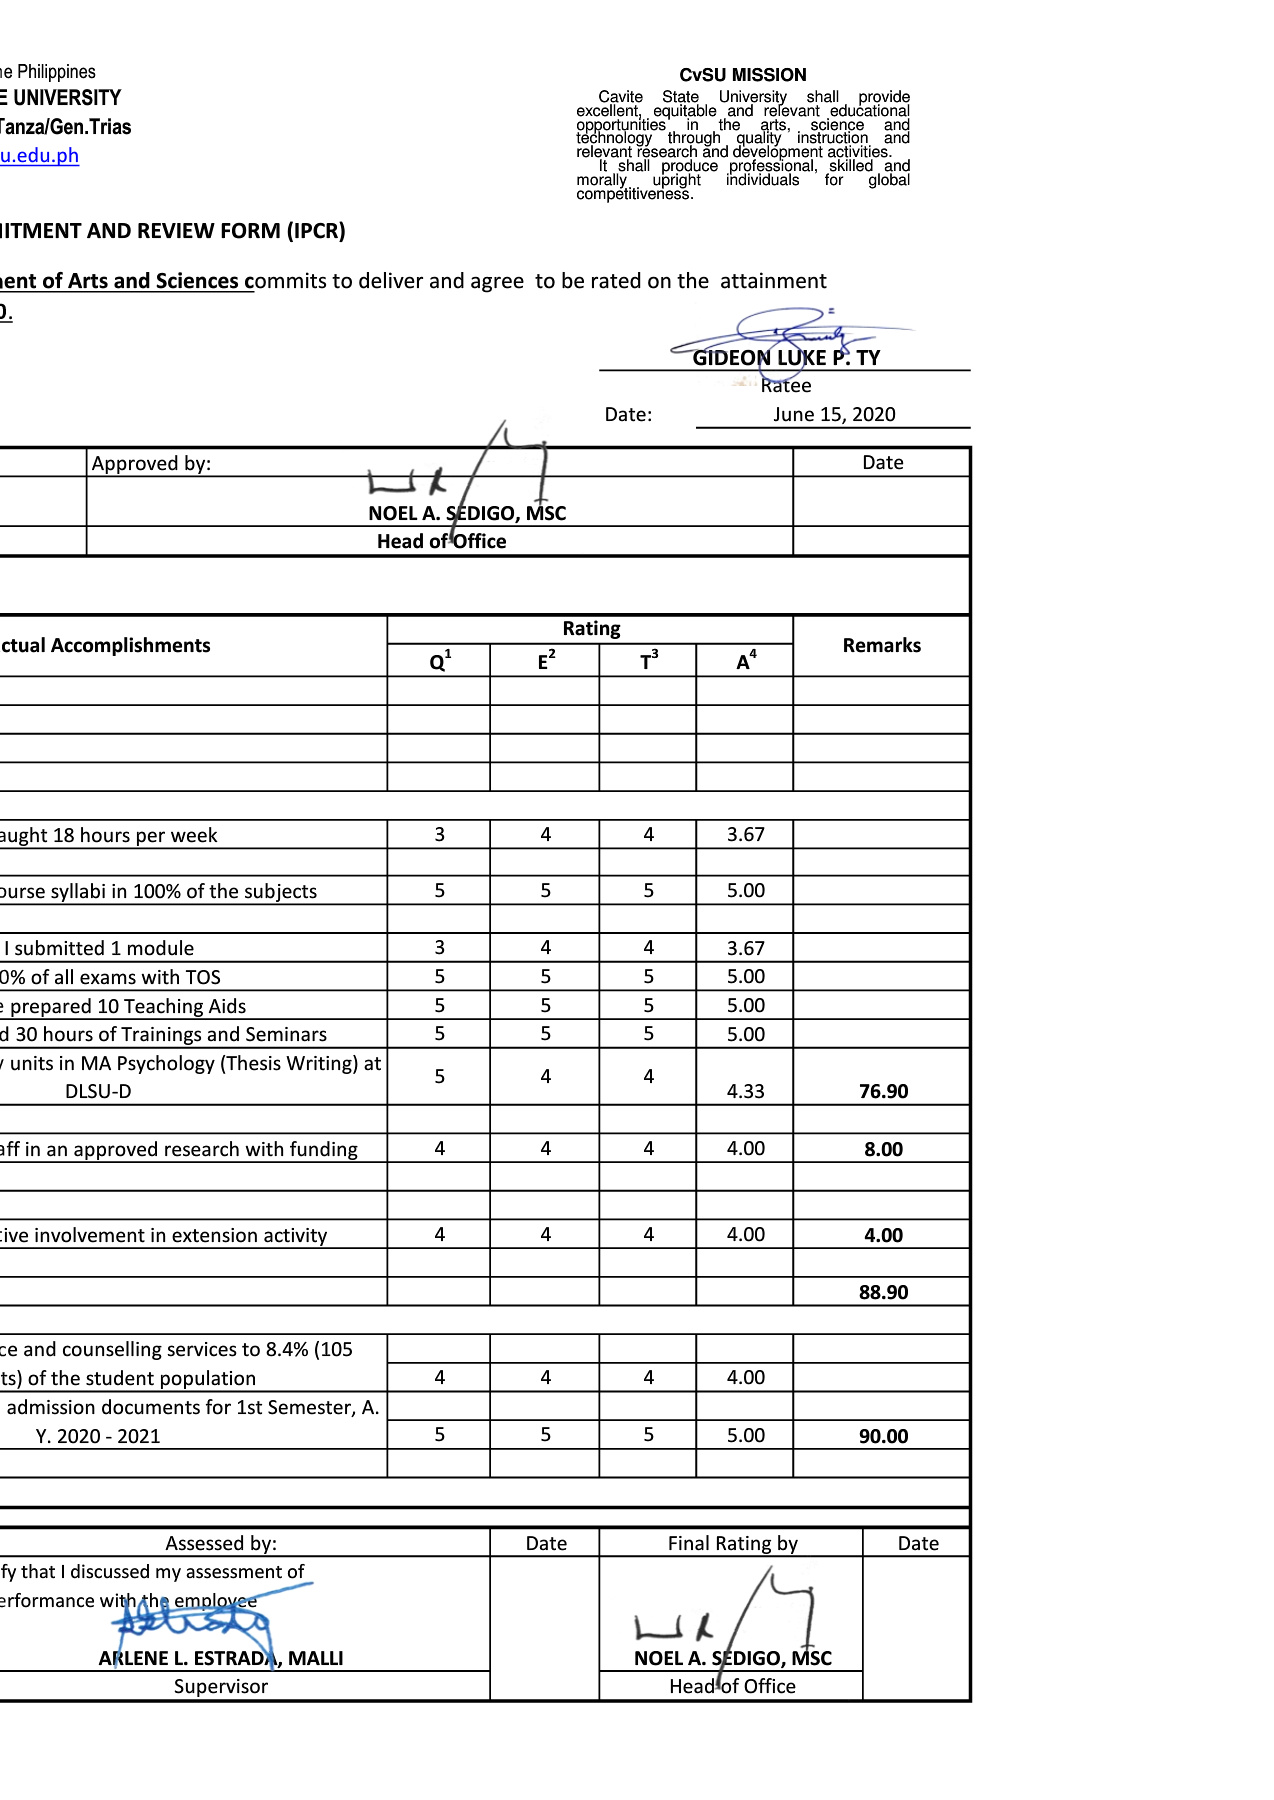 ne Philippines
E UNIVERSITY
Tanza/Gen.Trias
u.edu.ph
CvSU MISSION
Cavite State University shall provide
excellent, equitable and relevant educational
opportunities in the arts, science and
technology through quality instruction and
relevant research and development activities.
It shall produce professional, skilled and
morally upright individuals for global
competitiveness.
IITMENT AND REVIEW FORM (IPCR)
ent of Arts and Sciences commits to deliver and agree to be rated on the attainment
0.
GIDEON LUKE P. TY
Ratee
Date: June 15, 2020
Approved by: Date
NOEL A. SEDIGO, MSC
Head of Office
ctual Accomplishments Rating Remarks
Q1 E2 T3 A4
aught 18 hours per week 3 4 4 3.67
ourse syllabi in 100% of the subjects 5 5 5 5.00
I submitted 1 module 3 4 4 3.67
0% of all exams with TOS 5 5 5 5.00
e prepared 10 Teaching Aids 5 5 5 5.00
d 30 hours of Trainings and Seminars 5 5 5 5.00
y units in MA Psychology (Thesis Writing) at
DLSU-D 5 4 4 4.33 76.90
aff in an approved research with funding 4 4 4 4.00 8.00
tive involvement in extension activity 4 4 4 4.00 4.00
88.90
ce and counselling services to 8.4% (105
ts) of the student population 4 4 4 4.00
admission documents for 1st Semester, A.
Y. 2020 - 2021 5 5 5 5.00 90.00
Assessed by: Date Final Rating by Date
ify that I discussed my assessment of
erformance with the employee
ARLENE L. ESTRADA, MALLI NOEL A. SEDIGO, MSC
Supervisor Head of Office